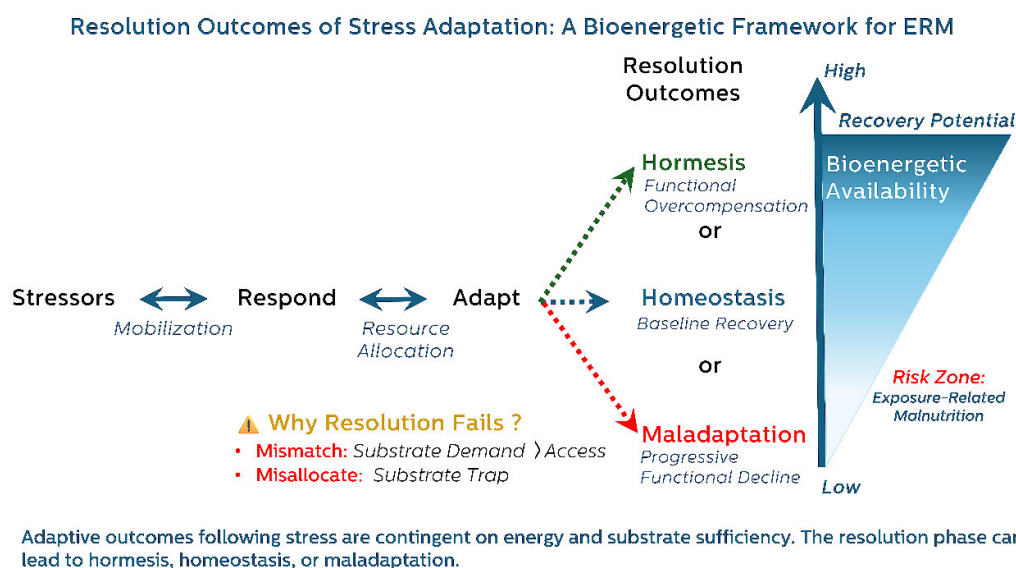 Resolution Outcomes of Stress Adaptation: A Bioenergetic Framework for ERM
Resolution
Outcomes
High
Recovery Potential
Bioenergetic
Availability
Hormesis
Functional
Overcompensation
or
Stressors
Mobilization
Respond
Resource
Allocation
Adapt
Homeostasis
Baseline Recovery
or
Risk Zone:
Exposure-Related
Malnutrition
⚠ Why Resolution Fails ?
• Mismatch: Substrate Demand 〉Access
• Misallocate: Substrate Trap
Maladaptation
Progressive
Functional Decline
Low
Adaptive outcomes following stress are contingent on energy and substrate sufficiency. The resolution phase can
lead to hormesis, homeostasis, or maladaptation.